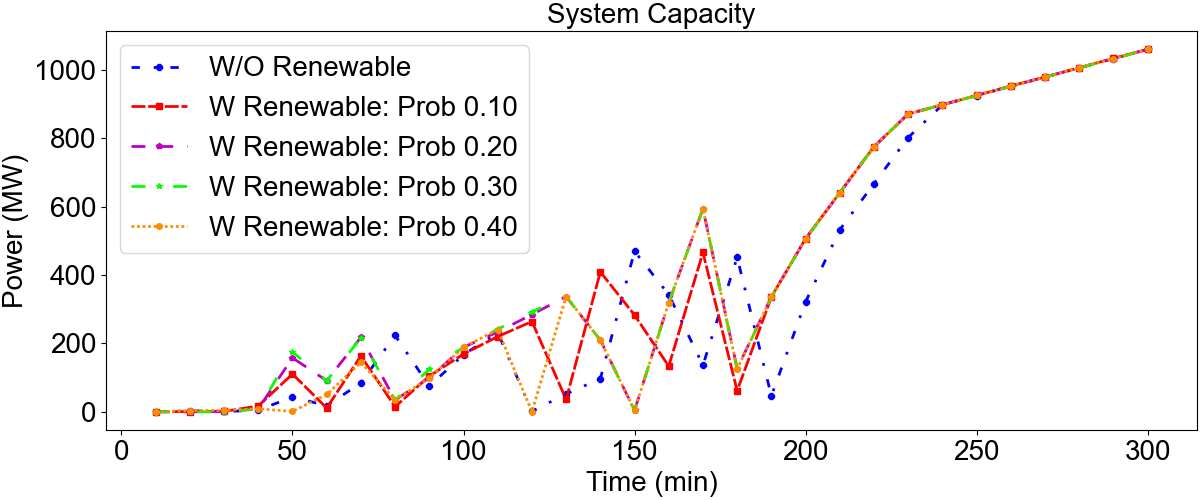 System Capacity
Power (MW)
1000
800
600
400
200
0
W/O Renewable
W Renewable: Prob 0.10
W Renewable: Prob 0.20
W Renewable: Prob 0.30
W Renewable: Prob 0.40
0 50 100 150 200 250 300
Time (min)